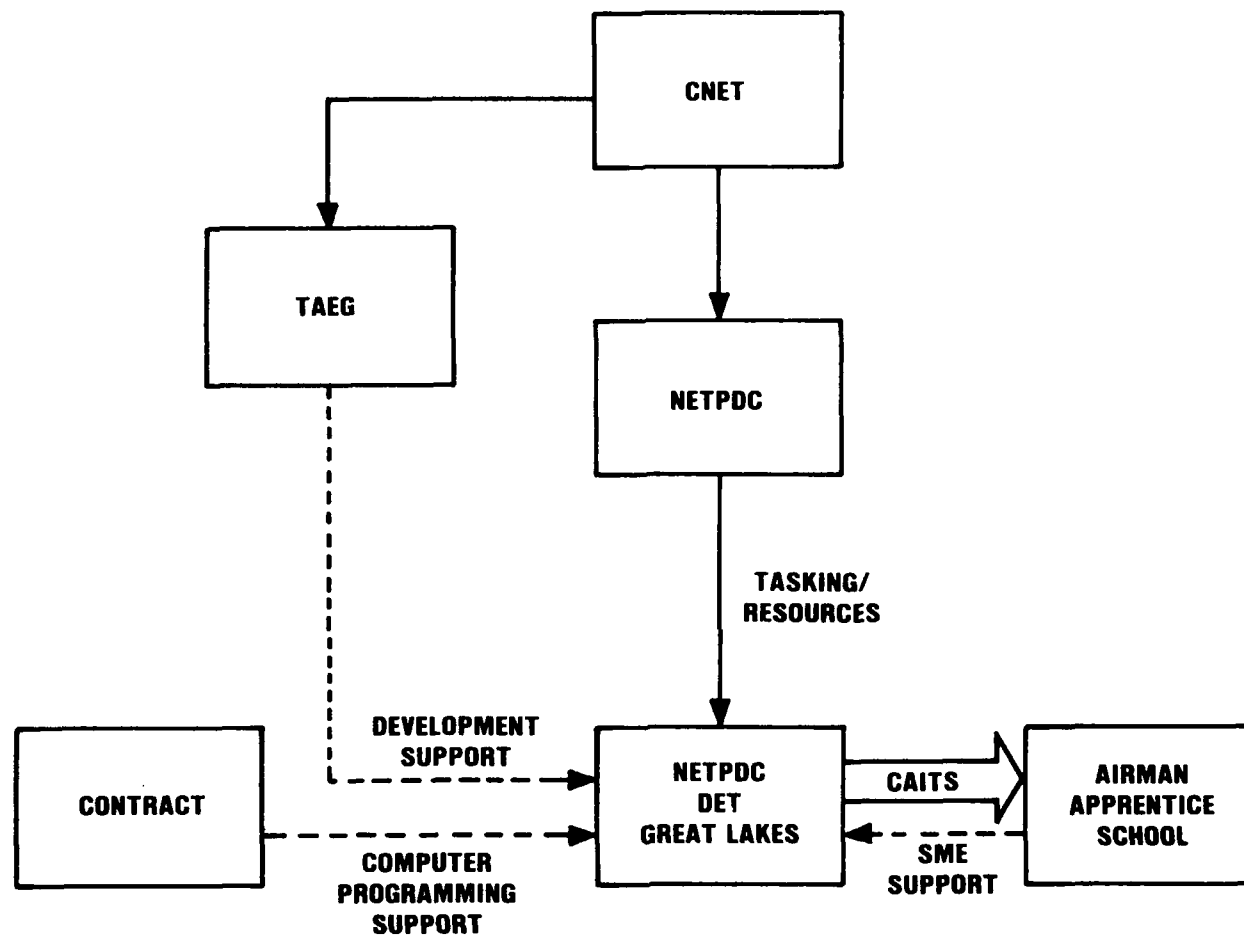 CNET
TAEG
NETPDC
TASKING/
RESOURCES
DEVELOPMENT
SUPPORT
CONTRACT
COMPUTER
PROGRAMMING
SUPPORT
NETPDC
DET
GREAT LAKES
CAITS
SME
SUPPORT
AIRMAN
APPRENTICE
SCHOOL